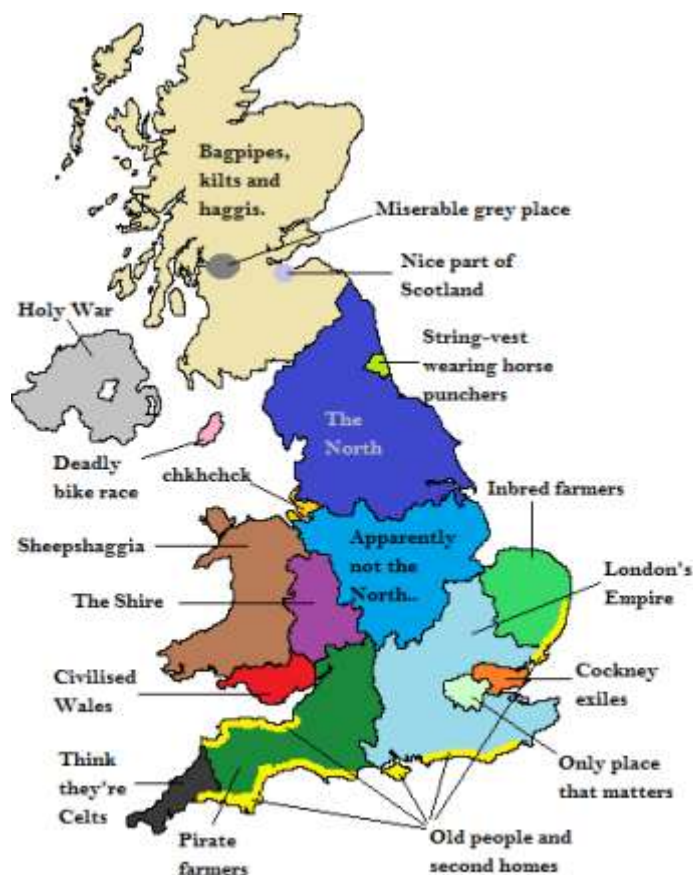 Bagpipes,
kilts and
haggis.
Miserable grey place
Nice part of
Scotland
Holy War
String-vest
wearing horse
punchers
The
North
Deadly
bike race
chkhchck
Inbred farmers
Sheepshaggia
Apparently
not the
North..
London's
Empire
The Shire
Civilised
Wales
Cockney
exiles
Think
they're
Celts
Only place
that matters
Pirate
farmers
Old people and
second homes